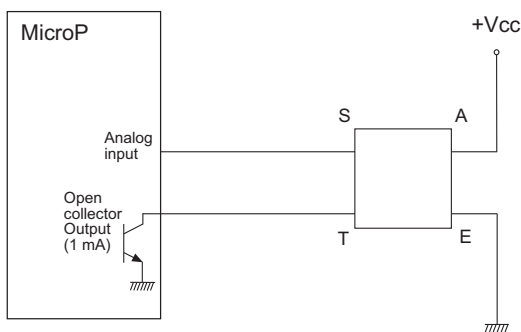 MicroP
+Vcc
S
A
Analog
input
Open
collector
Output
(1 mA)
T
E